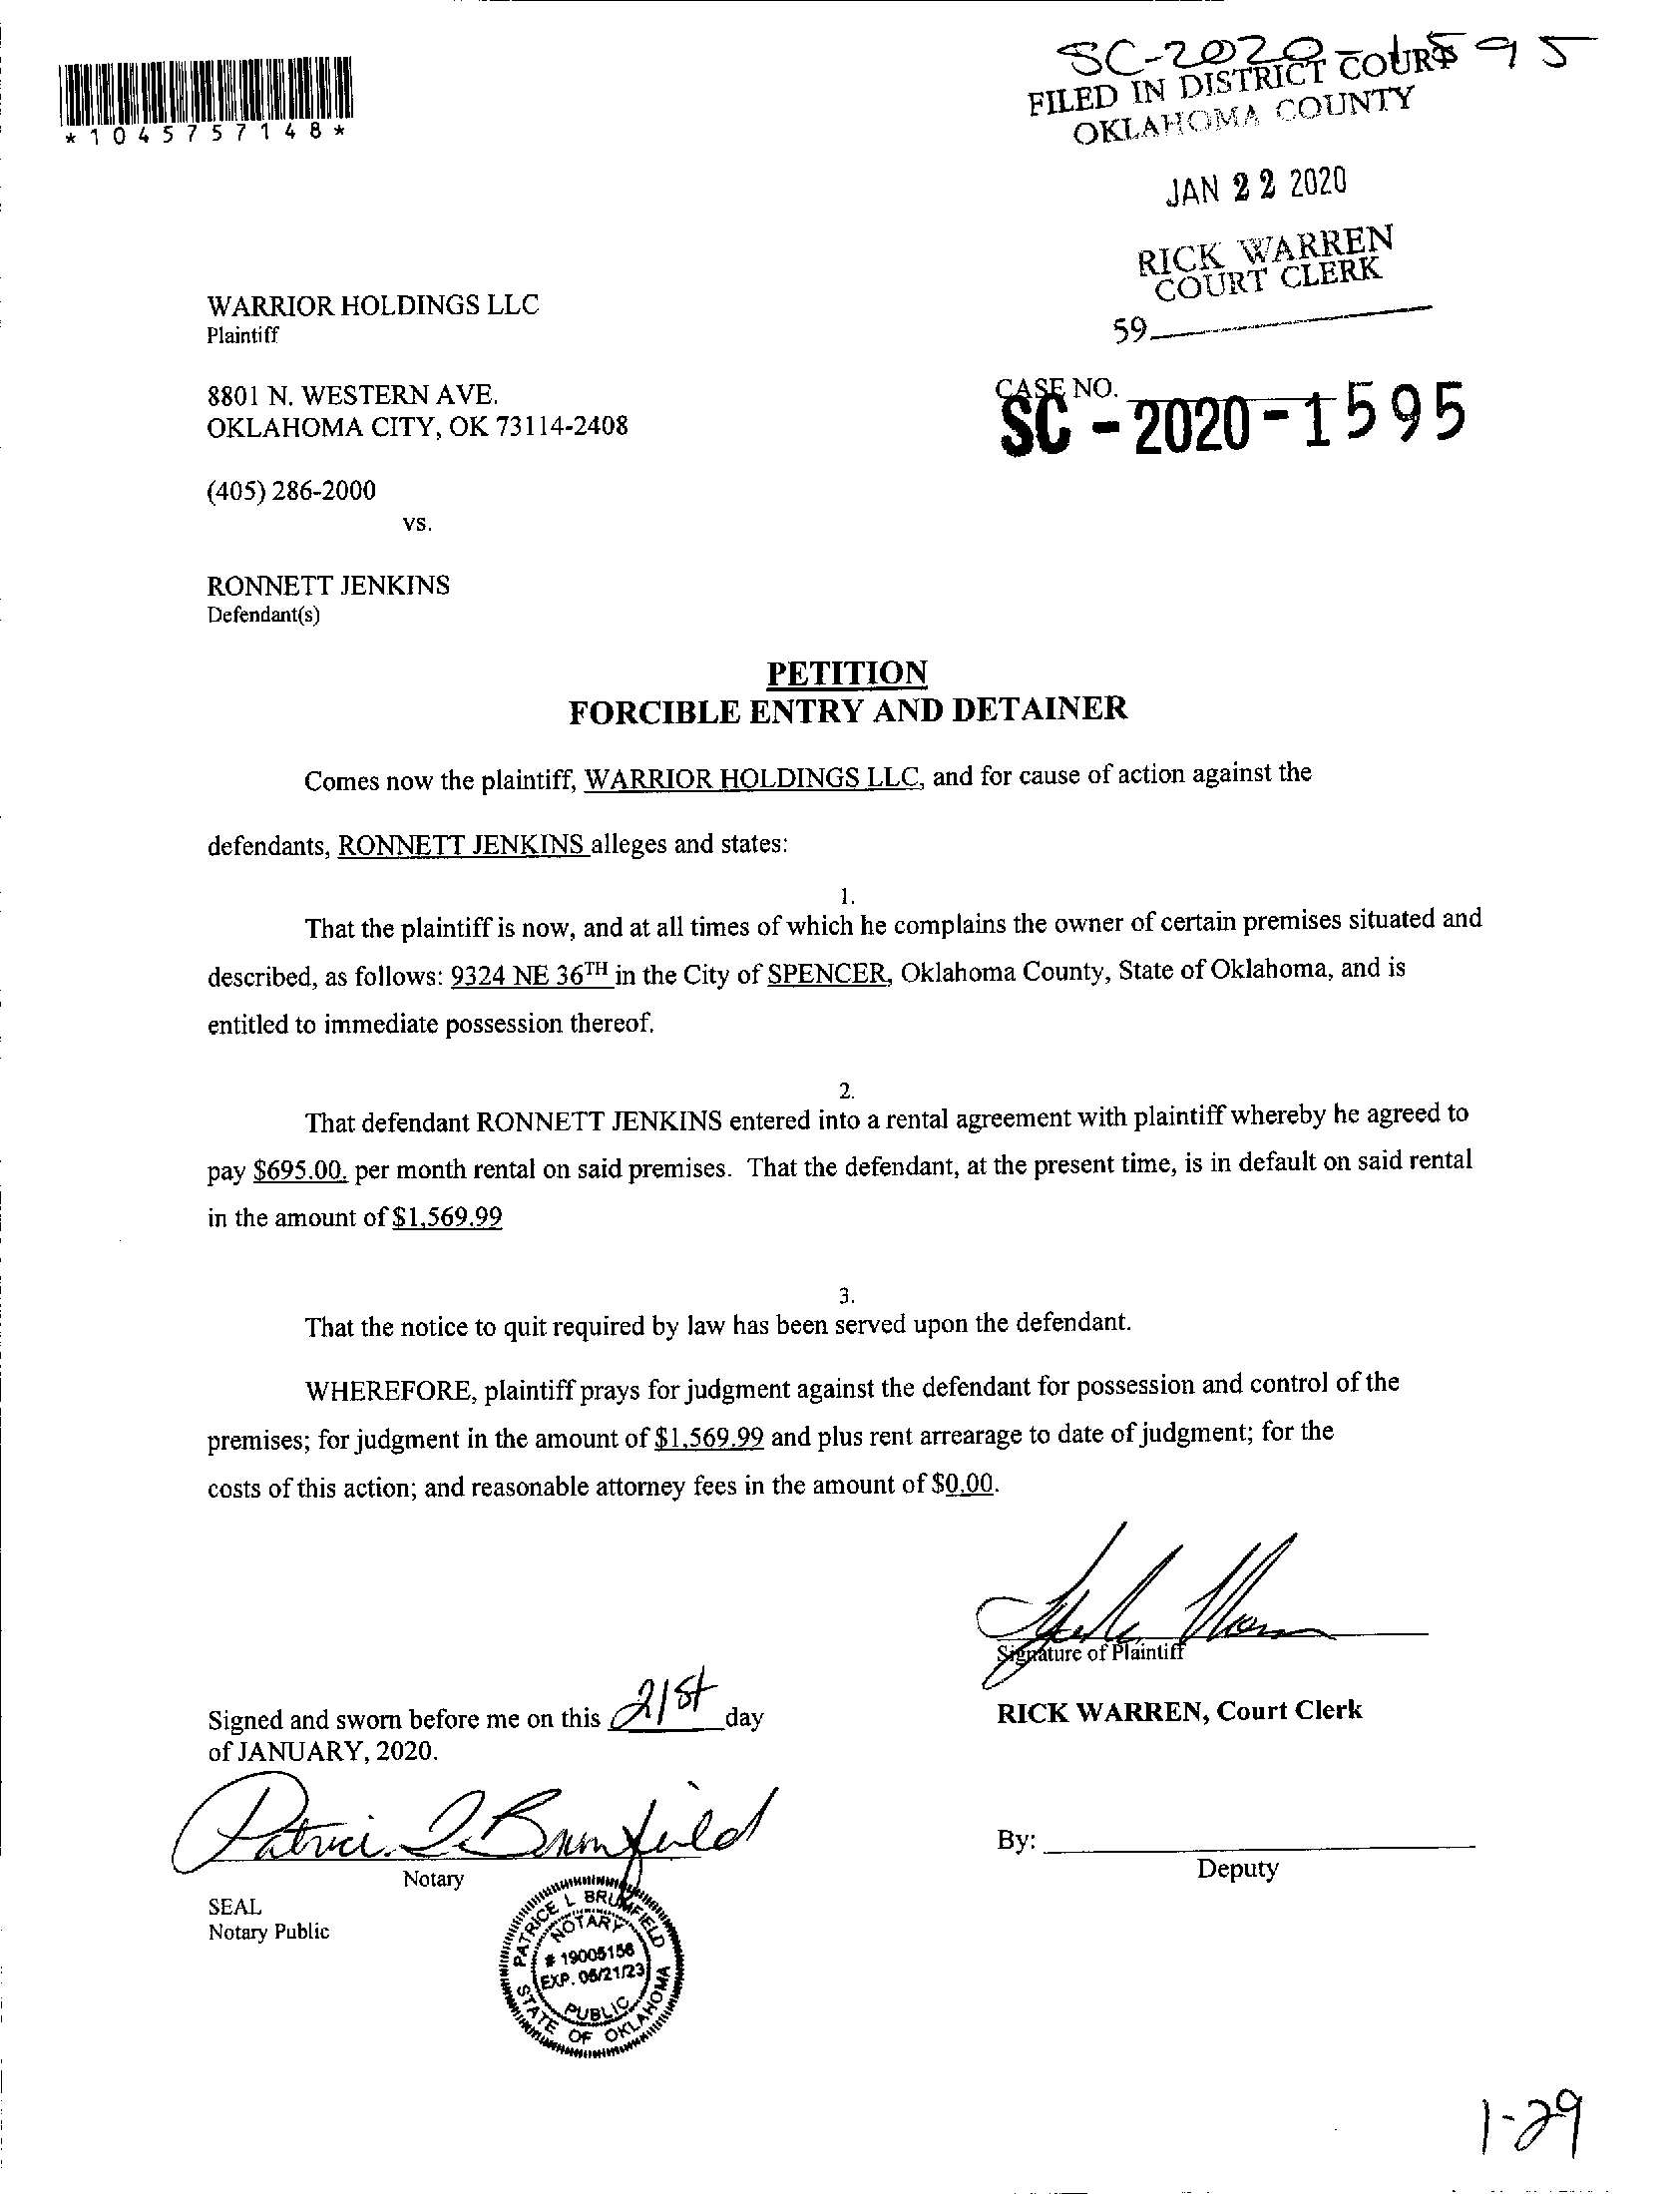 SC-2020-1595
FILED IN DISTRICT COURT
OKLAHOMA COUNTY
*1045757148*
JAN 22 2020
RICK WARREN
COURT CLERK
59
WARRIOR HOLDINGS LLC
Plaintiff
8801 N. WESTERN AVE.
OKLAHOMA CITY, OK 73114-2408
CASE NO.
SC - 2020 - 1595
(405) 286-2000
vs.
RONNETT JENKINS
Defendant(s)
PETITION
FORCIBLE ENTRY AND DETAINER
Comes now the plaintiff, WARRIOR HOLDINGS LLC, and for cause of action against the
defendants, RONNETT JENKINS alleges and states:
1.
That the plaintiff is now, and at all times of which he complains the owner of certain premises situated and
described, as follows: 9324 NE 36TH in the City of SPENCER, Oklahoma County, State of Oklahoma, and is
entitled to immediate possession thereof.
2.
That defendant RONNETT JENKINS entered into a rental agreement with plaintiff whereby he agreed to
pay $695.00. per month rental on said premises. That the defendant, at the present time, is in default on said rental
in the amount of $1,569.99
3.
That the notice to quit required by law has been served upon the defendant.
WHEREFORE, plaintiff prays for judgment against the defendant for possession and control of the
premises; for judgment in the amount of $1,569.99 and plus rent arrearage to date of judgment; for the
costs of this action; and reasonable attorney fees in the amount of $0.00.
Signature of Plaintiff
Signed and sworn before me on this 21st day
of JANUARY, 2020.
RICK WARREN, Court Clerk
Patrice L Brumfield
Notary
By:
Deputy
SEAL
Notary Public
PATRICE L BRUMFIELD
NOTARY
# 19005156
EXP. 05/21/23
PUBLIC
STATE OF OKLAHOMA
1-29